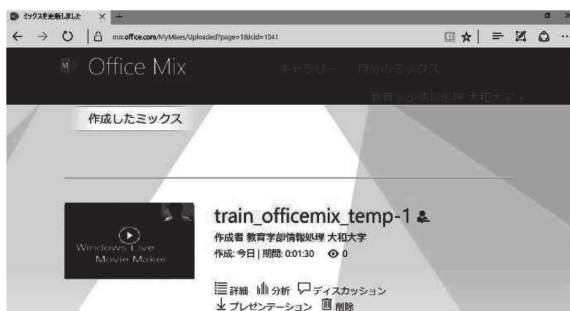 ミックスを更新しました
mix.office.com/MyMixes/Uploaded?page=1&lcid=1041
Office Mix
キャラリー 自分のミックス
教育学部情報処理 大和大学
作成したミックス
Windows Live
Movie Maker
train_officemix_temp-1
作成者 教育学部情報処理 大和大学
作成: 今日 | 期間: 0:01:30 0
詳細 分析 ディスカッション
プレゼンテーション 削除